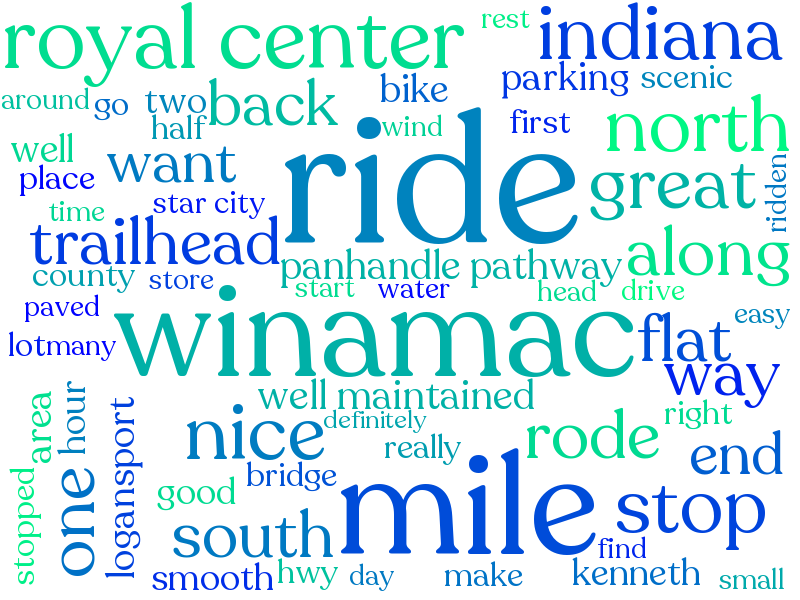 rest
royal center
indiana
parking
scenic
bike
around
go
two
back
half
wind
first
north
well
want
ride
place
great
ridden
star city
time
trailhead
along
panhandle pathway
county
store
start
water
head
drive
paved
winamac
easy
flat
lot
many
way
well maintained
area
hour
nice
definitely
rode
right
really
logansport
end
bridge
one
good
mile
stop
stopped
south
find
smooth
hwy
day
make
kenneth
small